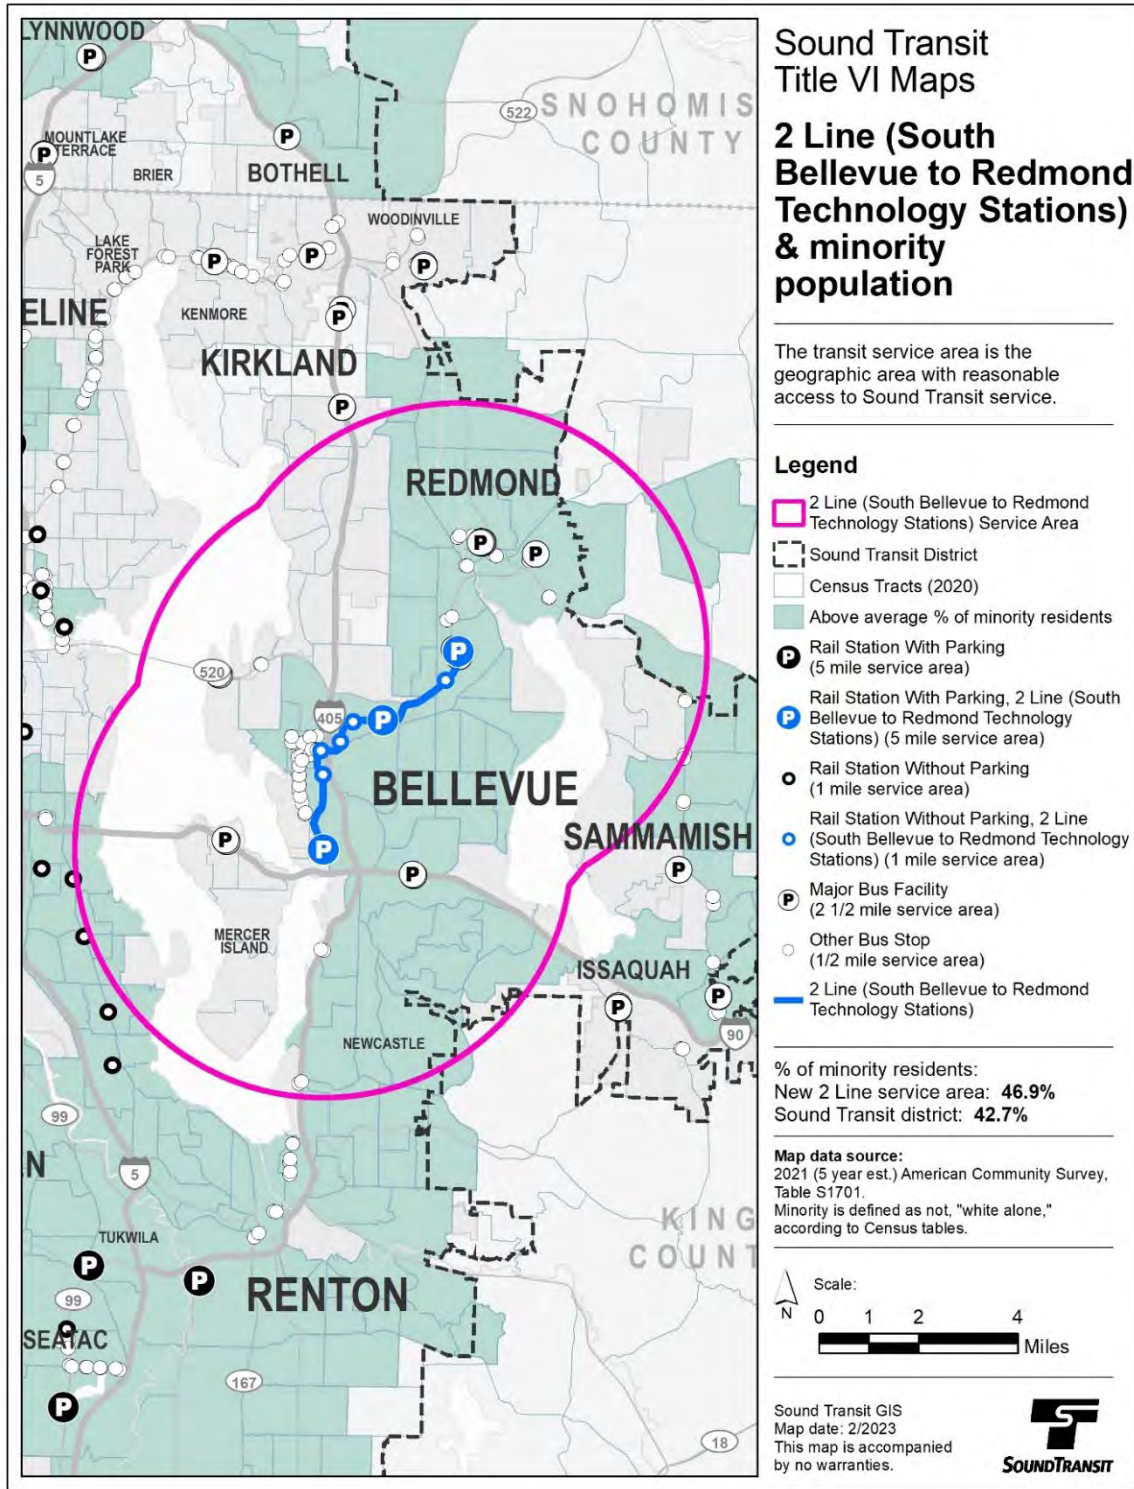 LYNNWOOD
SNOHOMIS
COUNTY
522
MOUNTLAKE
TERRACE
5
BRIER
BOTHELL
WOODINVILLE
LAKE
FOREST
PARK
ELINE
KENMORE
KIRKLAND
REDMOND
520
405
BELLEVUE
SAMMAMISH
MERCER
ISLAND
ISSAQUAH
NEWCASTLE
90
99
N
5
KING
COUNT
TUKWILA
RENTON
99
SEATAC
167
18
Sound Transit
Title VI Maps
2 Line (South
Bellevue to Redmond
Technology Stations)
& minority
population
The transit service area is the
geographic area with reasonable
access to Sound Transit service.
Legend
2 Line (South Bellevue to Redmond
Technology Stations) Service Area
Sound Transit District
Census Tracts (2020)
Above average % of minority residents
P
Rail Station With Parking
(5 mile service area)
P
Rail Station With Parking, 2 Line (South
Bellevue to Redmond Technology
Stations) (5 mile service area)
Rail Station Without Parking
(1 mile service area)
Rail Station Without Parking, 2 Line
(South Bellevue to Redmond Technology
Stations) (1 mile service area)
P
Major Bus Facility
(2 1/2 mile service area)
Other Bus Stop
(1/2 mile service area)
2 Line (South Bellevue to Redmond
Technology Stations)
% of minority residents:
New 2 Line service area: 46.9%
Sound Transit district: 42.7%
Map data source:
2021 (5 year est.) American Community Survey,
Table S1701.
Minority is defined as not, "white alone,"
according to Census tables.
N
Scale:
0 1 2 4
Miles
Sound Transit GIS
Map date: 2/2023
This map is accompanied
by no warranties.
SOUNDTRANSIT